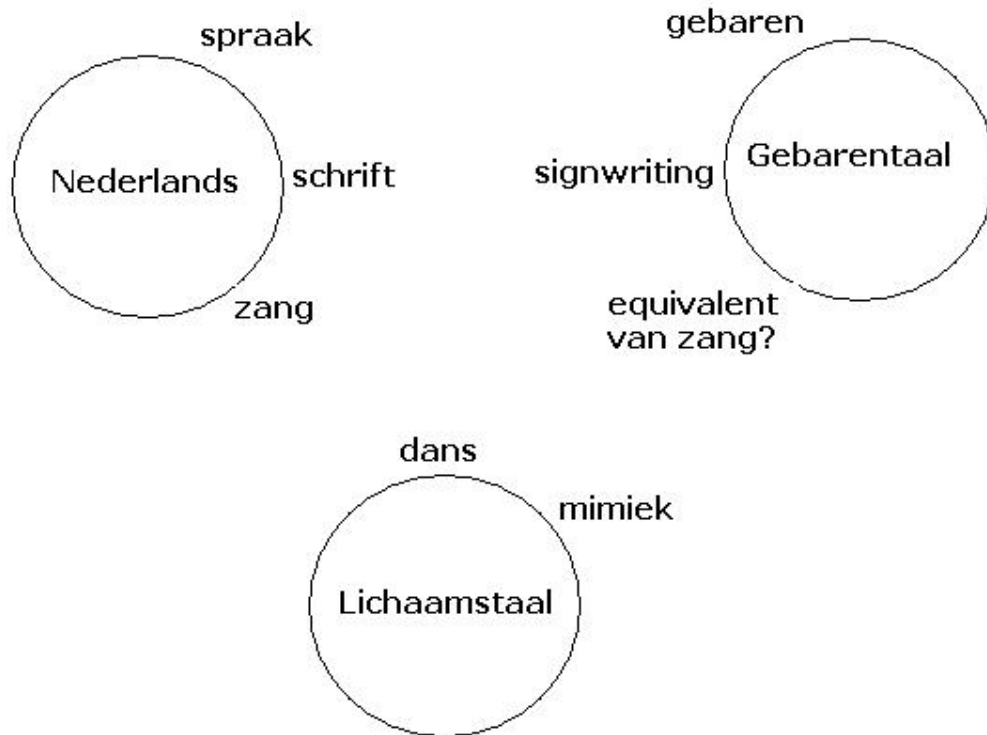 spraak
Nederlands
schrift
zang
gebaren
Gebarentaal
signwriting
equivalent
van zang?
dans
mimiek
Lichaamstaal